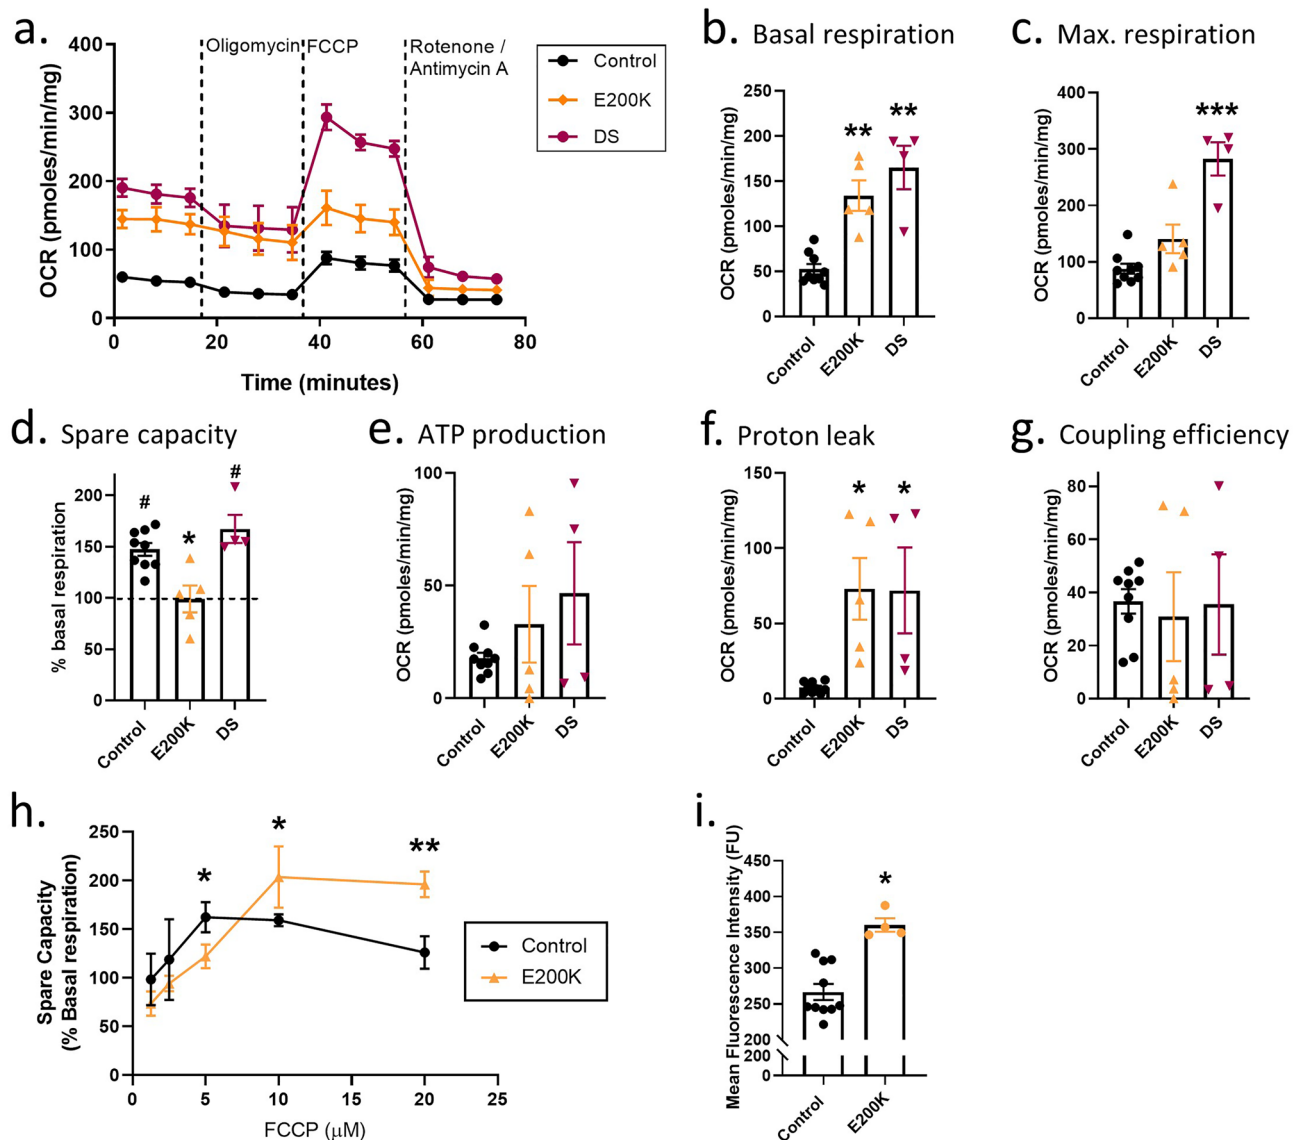 a.
Oligomycin
FCCP
Rotenone /
Antimycin A
OCR (pmoles/min/mg)
400
300
200
100
0
0
20
40
60
80
Time (minutes)
Control
E200K
DS
b. Basal respiration
OCR (pmoles/min/mg)
250
200
150
100
50
0
**
**
Control
E200K
DS
c. Max. respiration
OCR (pmoles/min/mg)
400
300
200
100
0
***
Control
E200K
DS
d. Spare capacity
% basal respiration
200
150
100
50
0
#
*
#
Control
E200K
DS
e. ATP production
OCR (pmoles/min/mg)
100
50
0
Control
E200K
DS
f. Proton leak
OCR (pmoles/min/mg)
150
100
50
0
*
*
Control
E200K
DS
g. Coupling efficiency
OCR (pmoles/min/mg)
80
60
40
20
0
Control
E200K
DS
h.
Spare Capacity
(% Basal respiration)
250
200
150
100
50
0
*
*
**
0
5
10
15
20
25
FCCP (μM)
Control
E200K
i.
Mean Fluorescence Intensity (FU)
450
400
350
300
250
200
200
0
*
Control
E200K